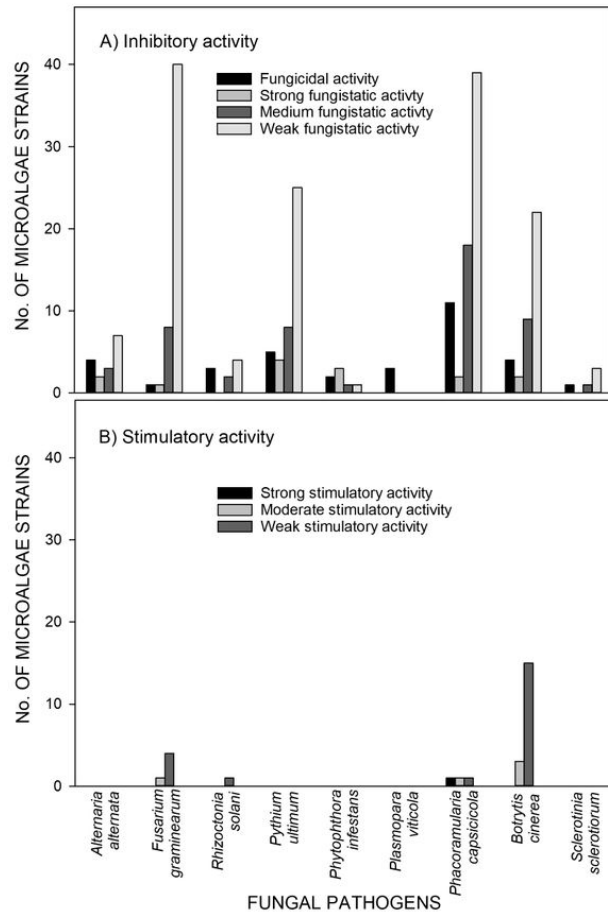 A) Inhibitory activity
Fungicidal activity
Strong fungistatic activity
Medium fungistatic activty
Weak fungistatic activty
No. OF MICROALGAE STRAINS
40
30
20
10
0
B) Stimulatory activity
Strong stimulatory activity
Moderate stimulatory activity
Weak stimulatory activity
No. OF MICROALGAE STRAINS
40
30
20
10
0
Alternaria
alternata
Fusarium
graminearum
Rhizoctonia
solani
Pythium
ultimum
Phytophthora
infestans
Plasmopara
viticola
Phacoramularia
capsicicola
Botrytis
cinerea
Sclerotinia
sclerotiorum
FUNGAL PATHOGENS